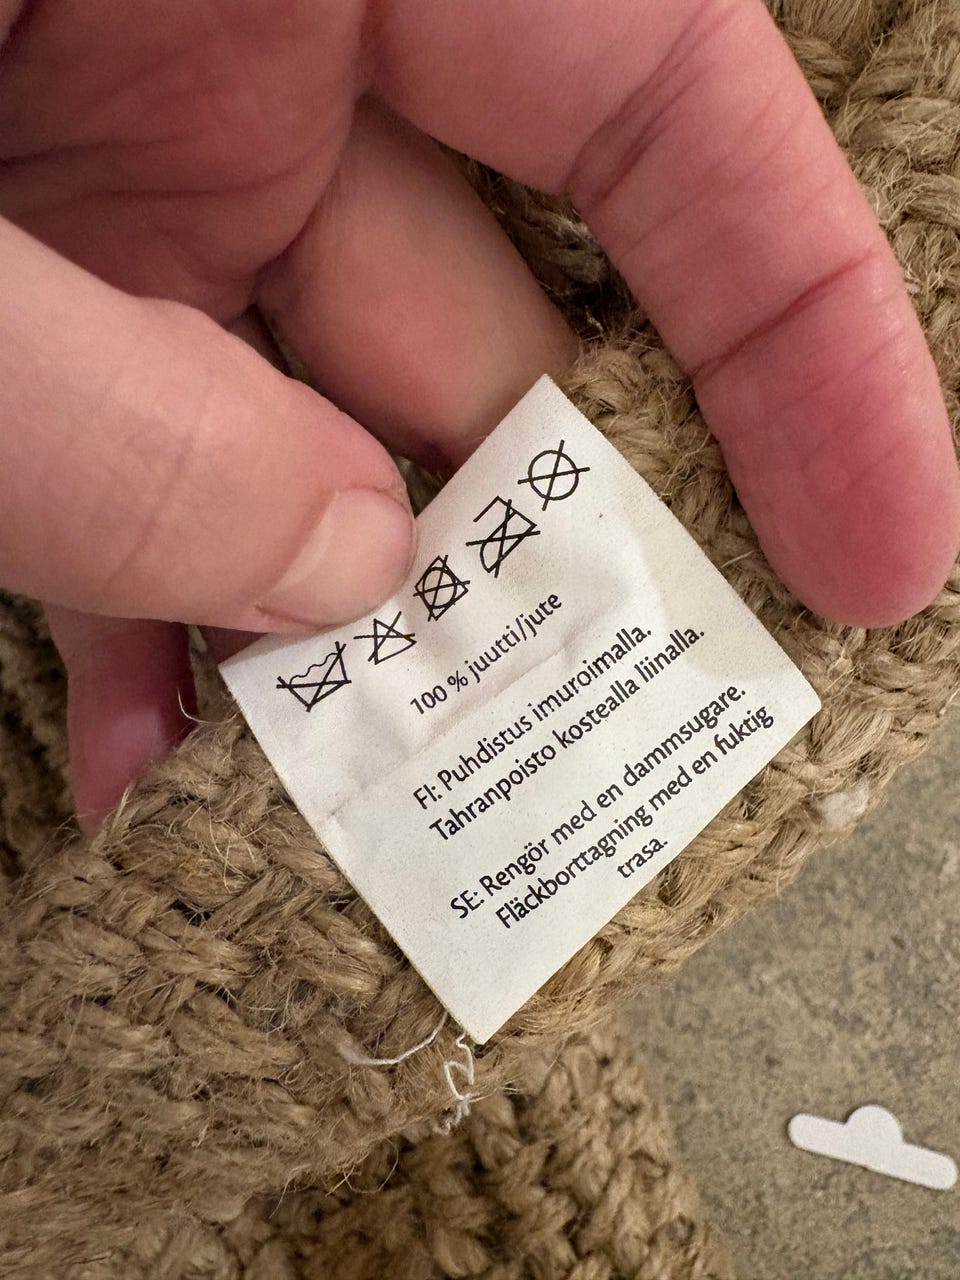 100 % juutti/jute
FI: Puhdistus imuroimalla.
Tahranpoisto kostealla liinalla.
SE: Rengör med en dammsugare.
Fläckborttagning med en fuktig
trasa.